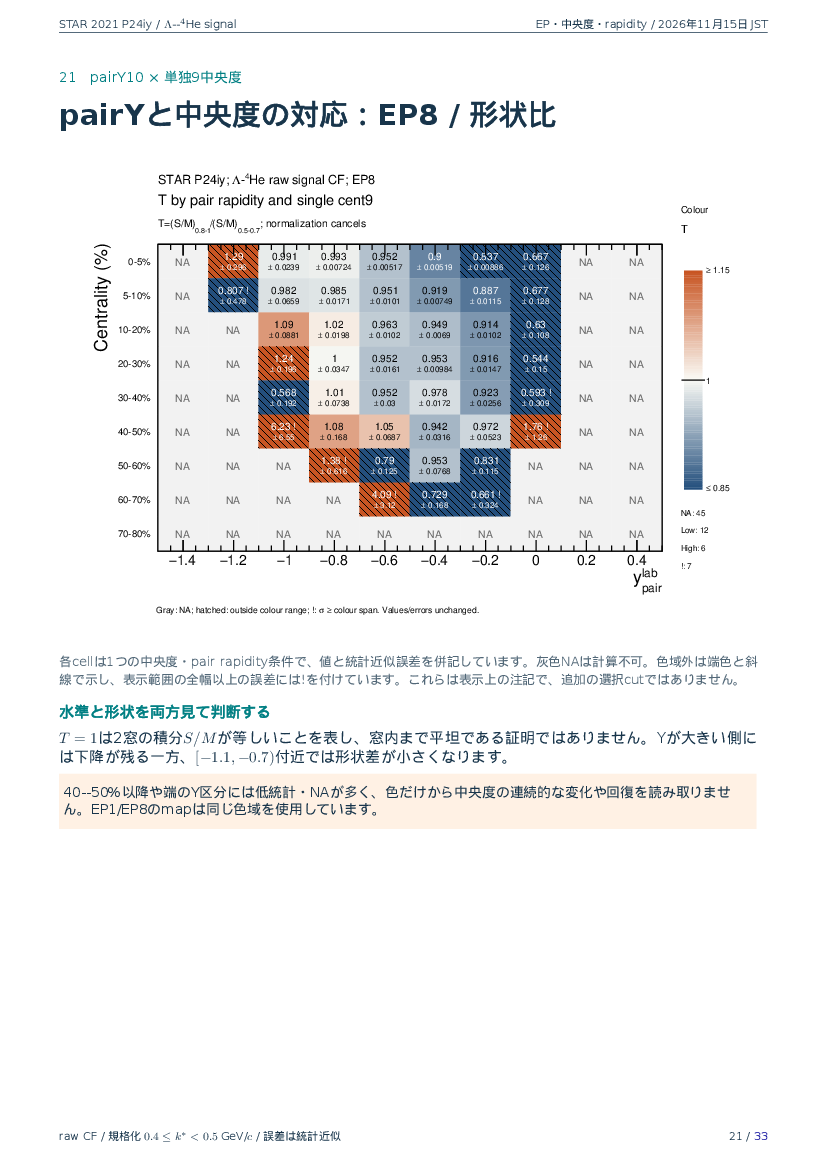 STAR 2021 P24iy / Λ--⁴He signal
EP・中央度・rapidity / 2026年11月15日 JST
21 pairY10 × 単独9中央度
pairYと中央度の対応：EP8 / 形状比
STAR P24iy; Λ-⁴He raw signal CF; EP8
T by pair rapidity and single cent9
T=(S/M)0.8-1/(S/M)0.5-0.7; normalization cancels
Colour
T
≥ 1.15
1
≤ 0.85
NA: 45
Low: 12
High: 6
!: 7
Centrality (%)
0-5% NA 1.29 ± 0.296 0.991 ± 0.0239 0.993 ± 0.00724 0.952 ± 0.00517 0.9 ± 0.00519 0.837 ± 0.00886 0.667 ± 0.126 NA NA
5-10% NA 0.807 ! ± 0.478 0.982 ± 0.0659 0.985 ± 0.0171 0.951 ± 0.0101 0.919 ± 0.00749 0.887 ± 0.0115 0.677 ± 0.128 NA NA
10-20% NA NA 1.09 ± 0.0881 1.02 ± 0.0198 0.963 ± 0.0102 0.949 ± 0.0069 0.914 ± 0.0102 0.63 ± 0.108 NA NA
20-30% NA NA 1.24 ± 0.196 1 ± 0.0347 0.952 ± 0.0161 0.953 ± 0.00984 0.916 ± 0.0147 0.544 ± 0.15 NA NA
30-40% NA NA 0.568 ± 0.192 1.01 ± 0.0738 0.952 ± 0.03 0.978 ± 0.0172 0.923 ± 0.0256 0.593 ! ± 0.309 NA NA
40-50% NA NA 6.23 ! ± 6.55 1.08 ± 0.168 1.05 ± 0.0687 0.942 ± 0.0316 0.972 ± 0.0523 1.76 ! ± 1.26 NA NA
50-60% NA NA NA 1.38 ! ± 0.616 0.79 ± 0.125 0.953 ± 0.0768 0.831 ± 0.115 NA NA NA
60-70% NA NA NA NA 4.09 ! ± 3.12 0.729 ± 0.168 0.661 ! ± 0.324 NA NA NA
70-80% NA NA NA NA NA NA NA NA NA NA
−1.4 −1.2 −1 −0.8 −0.6 −0.4 −0.2 0 0.2 0.4
y lab pair
Gray: NA; hatched: outside colour range; !: σ ≥ colour span. Values/errors unchanged.
各cellは1つの中央度・pair rapidity条件で、値と統計近似誤差を併記しています。灰色NAは計算不可。色域外は端色と斜
線で示し、表示範囲の全幅以上の誤差には!を付けています。これらは表示上の注記で、追加の選択cutではありません。
水準と形状を両方見て判断する
T = 1は2窓の積分S/Mが等しいことを表し、窓内まで平坦である証明ではありません。Yが大きい側に
は下降が残る一方、[−1.1, −0.7)付近では形状差が小さくなります。
40--50%以降や端のY区分には低統計・NAが多く、色だけから中央度の連続的な変化や回復を読み取りませ
ん。EP1/EP8のmapは同じ色域を使用しています。
raw CF / 規格化 0.4 ≤ k* < 0.5 GeV/c / 誤差は統計近似
21 / 33